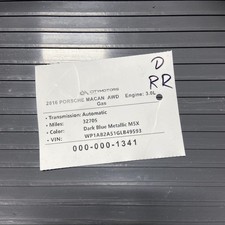 D
RR
GT MOTORS
2016 PORSCHE MACAN AWD Engine: 3.0L
Gas
• Transmission: Automatic
• Miles: 32705
• Color: Dark Blue Metallic M5X
• VIN: WP1AB2A51GLB49593
000-000-1341